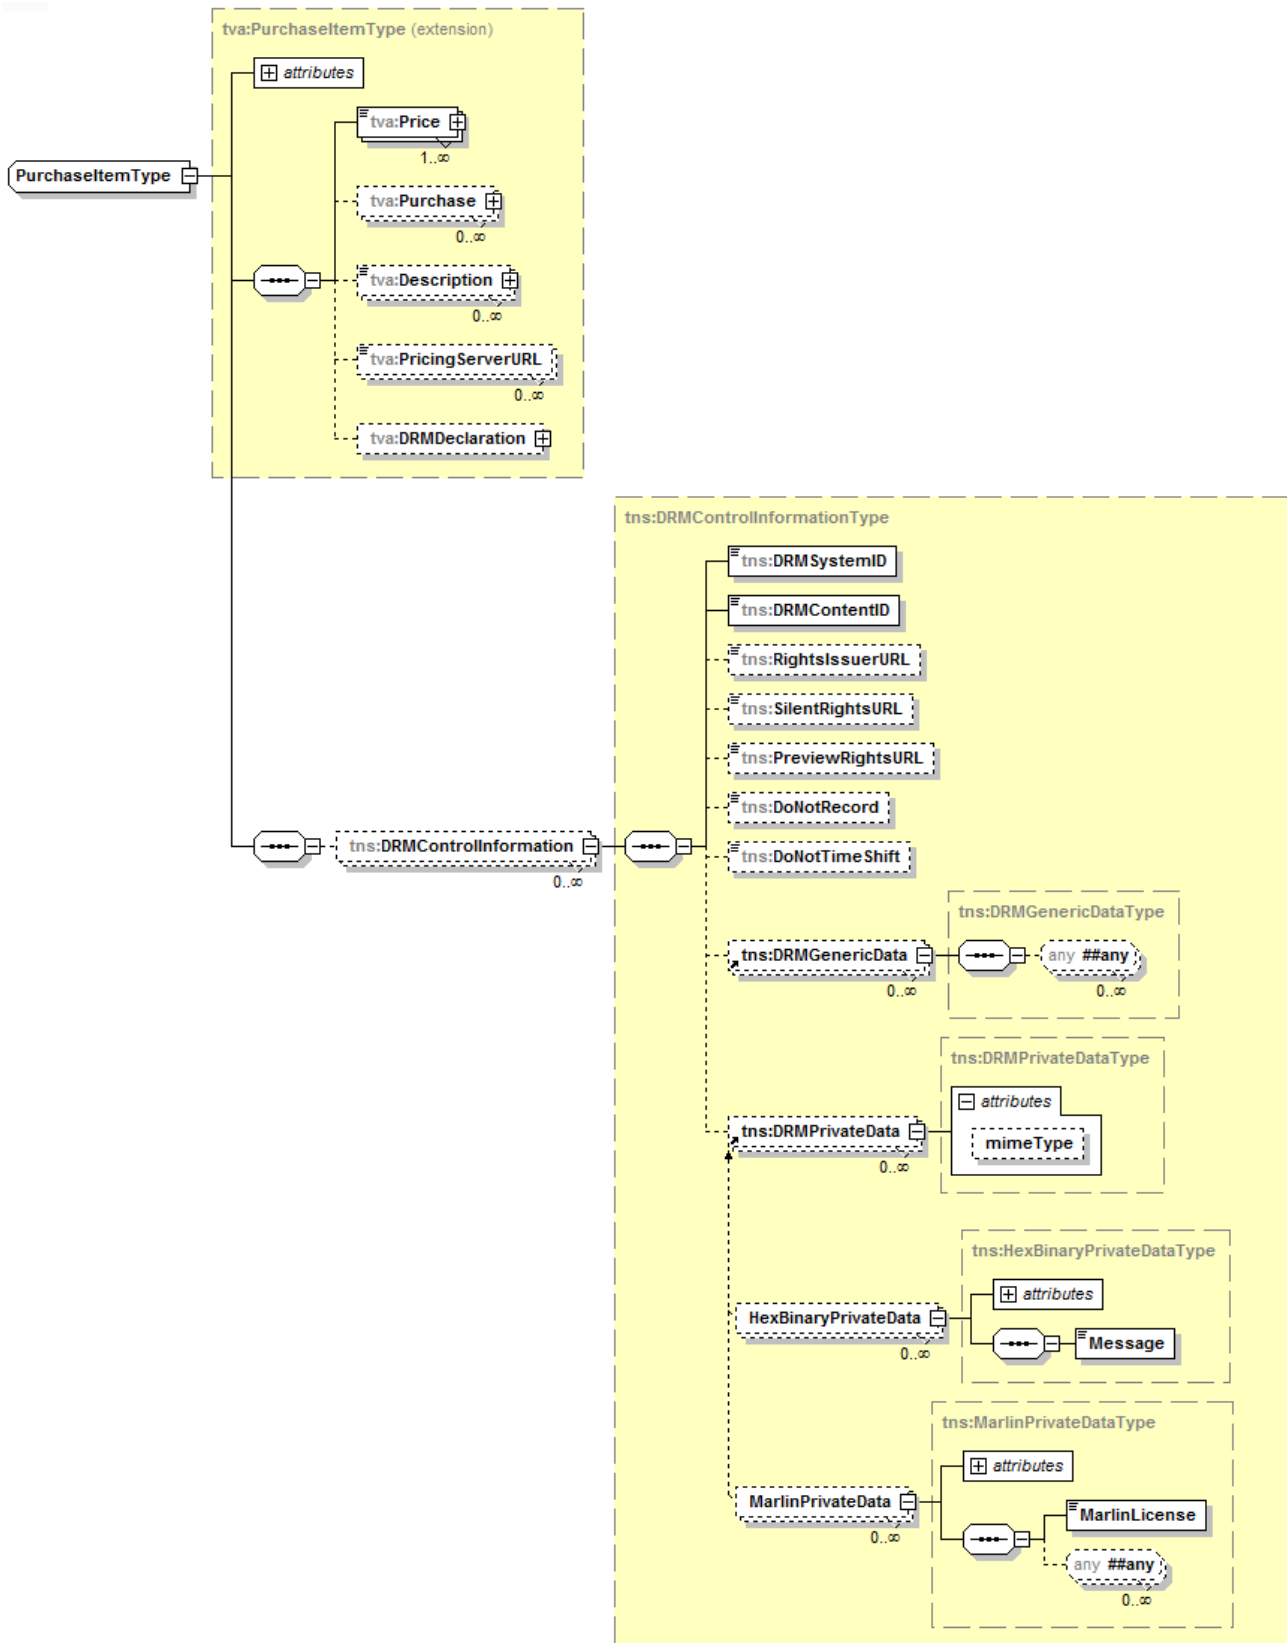 tva:PurchaseItemType (extension)
attributes
tva:Price
1..∞
PurchaseItemType
tva:Purchase
0..∞
tva:Description
0..∞
tva:PricingServerURL
0..∞
tva:DRMDeclaration
tns:DRMControlInformationType
tns:DRMSystemID
tns:DRMContentID
tns:RightsIssuerURL
tns:SilentRightsURL
tns:PreviewRightsURL
tns:DoNotRecord
tns:DRMControlInformation
0..∞
tns:DoNotTimeShift
tns:DRMGenericDataType
tns:DRMGenericData
0..∞
any ##any
0..∞
tns:DRMPrivateDataType
attributes
tns:DRMPrivateData
0..∞
mimeType
tns:HexBinaryPrivateDataType
attributes
HexBinaryPrivateData
0..∞
Message
tns:MarlinPrivateDataType
attributes
MarlinPrivateData
0..∞
MarlinLicense
any ##any
0..∞